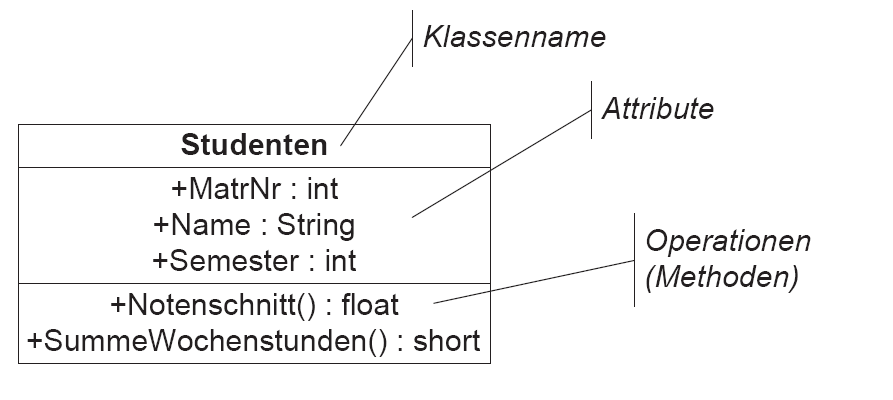 Klassenname
Attribute
Studenten
+MatrNr : int
+Name : String
+Semester : int
Operationen
(Methoden)
+Notenschnitt() : float
+SummeWochenstunden() : short